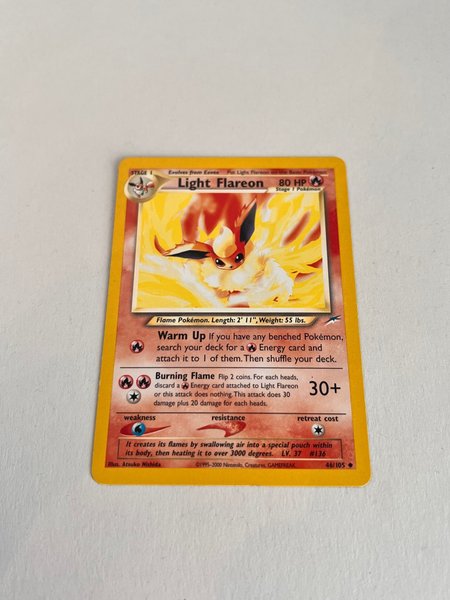 STAGE 1 Evolves from Eevee Put Light Flareon on the Basic Pokémon
Light Flareon 80 HP
Stage 1 Pokémon
Flame Pokémon. Length: 2' 11", Weight: 55 lbs.
Warm Up If you have any benched Pokémon,
search your deck for a Energy card and
attach it to 1 of them. Then shuffle your deck.
Burning Flame Flip 2 coins. For each heads,
discard a Energy card attached to Light Flareon
or this attack does nothing. This attack does 30
damage plus 20 damage for each heads.
30+
weakness resistance retreat cost
It creates its flames by swallowing air into a special pouch within
its body, then heating it to over 3000 degrees. LV. 37 #136
Illus. Atsuko Nishida ©1995-2000 Nintendo, Creatures, GAMEFREAK. 46/105